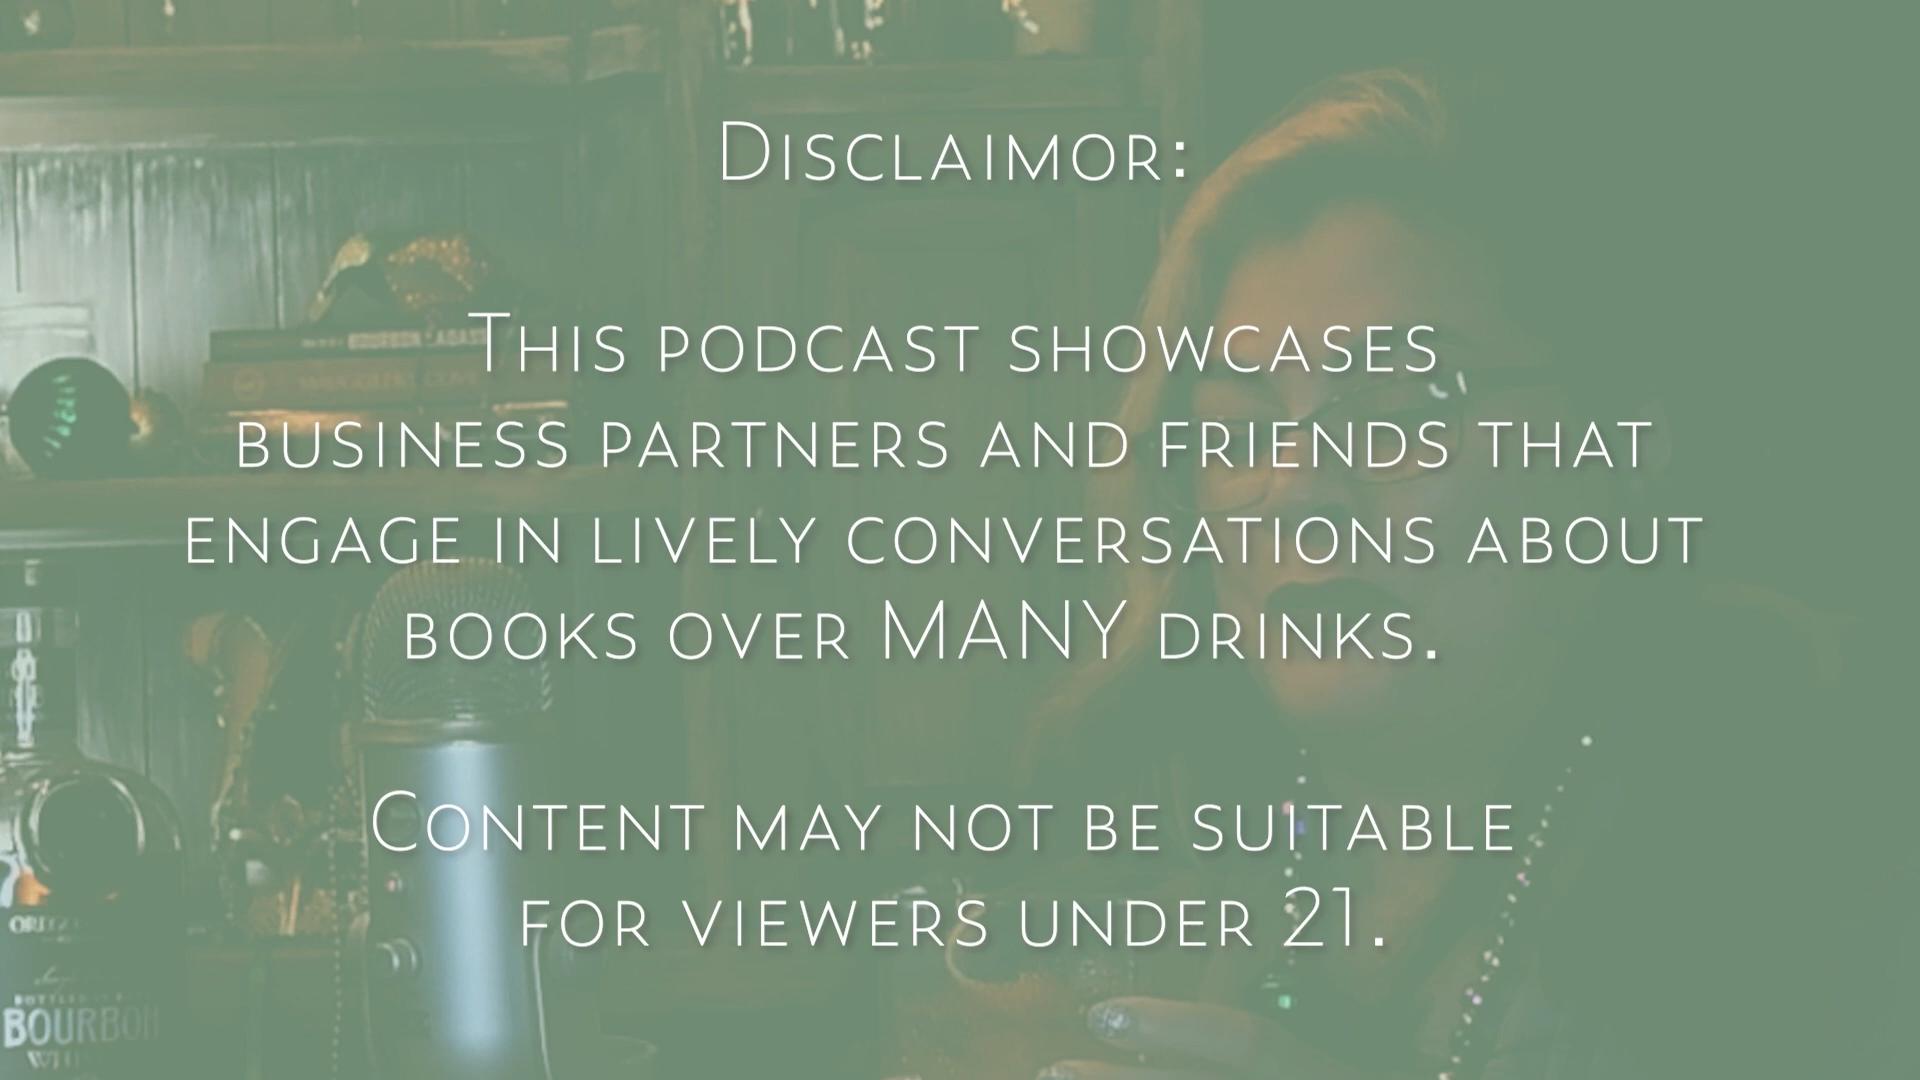 Disclaimor:
This podcast showcases
business partners and friends that
engage in lively conversations about
books over MANY drinks.
Content may not be suitable
for viewers under 21.
BOURBON